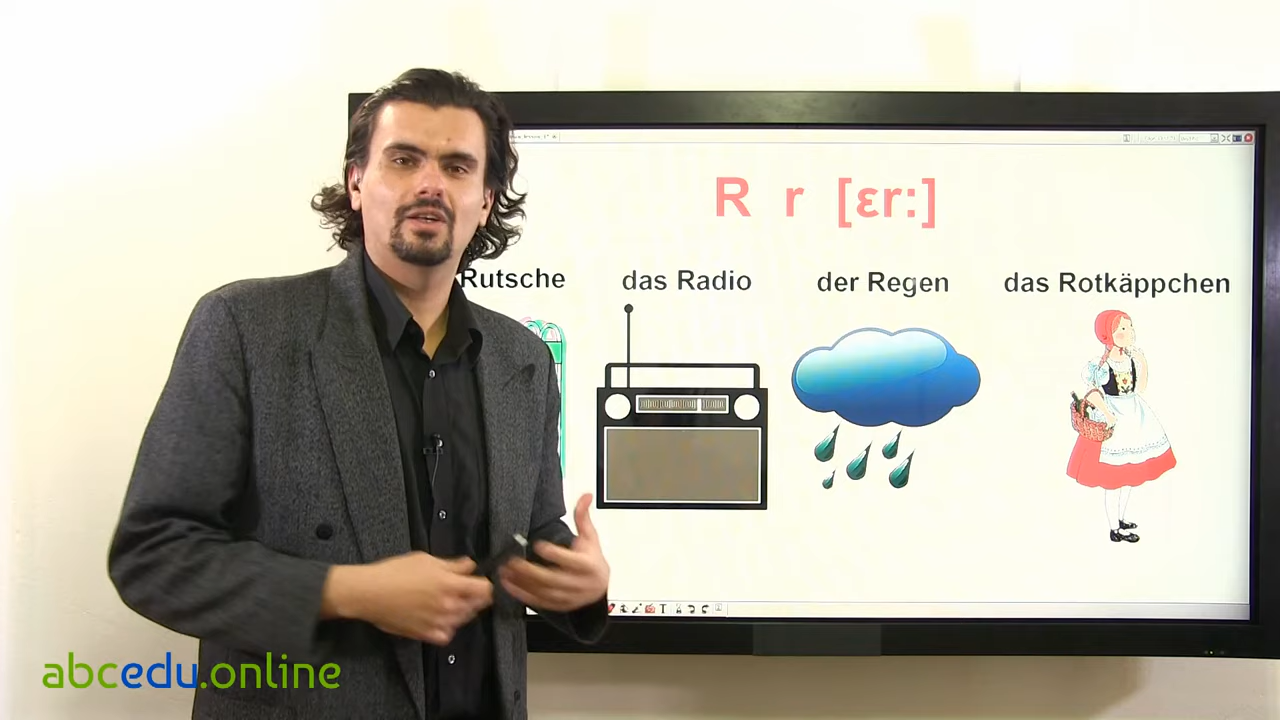 R r [ɛr:]
Rutsche das Radio der Regen das Rotkäppchen
abcedu.online